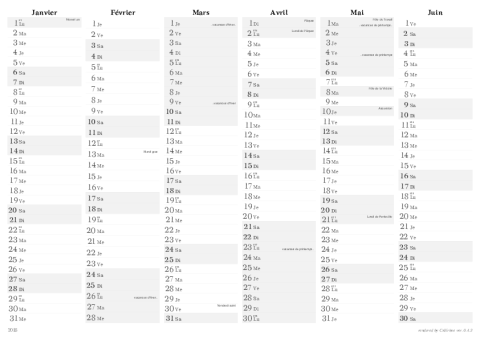 Janvier
1 Lu
2 Ma
3 Me
4 Je
5 Ve
6 Sa
7 Di
8 Lu
9 Ma
10 Me
11 Je
12 Ve
13 Sa
14 Di
15 Lu
16 Ma
17 Me
18 Je
19 Ve
20 Sa
21 Di
22 Lu
23 Ma
24 Me
25 Je
26 Ve
27 Sa
28 Di
29 Lu
30 Ma
31 Me
Février
1 Je
2 Ve
3 Sa
4 Di
5 Lu
6 Ma
7 Me
8 Je
9 Ve
10 Sa
11 Di
12 Lu
13 Ma Mardi gras
14 Me
15 Je
16 Ve
17 Sa
18 Di
19 Lu
20 Ma
21 Me
22 Je
23 Ve
24 Sa
25 Di
26 Lu
27 Ma
28 Me
Mars
1 Je
2 Ve
3 Sa
4 Di
5 Lu
6 Ma
7 Me
8 Je
9 Ve
10 Sa
11 Di
12 Lu
13 Ma
14 Me
15 Je
16 Ve
17 Sa
18 Di
19 Lu
20 Ma
21 Me
22 Je
23 Ve
24 Sa
25 Di
26 Lu
27 Ma
28 Me
29 Je
30 Ve
31 Sa
Avril
1 Di Pâques
2 Lu Lundi de Pâques
3 Ma
4 Me
5 Je
6 Ve
7 Sa
8 Di
9 Lu
10 Ma
11 Me
12 Je
13 Ve
14 Sa
15 Di
16 Lu
17 Ma
18 Me
19 Je
20 Ve
21 Sa
22 Di
23 Lu
24 Ma
25 Me
26 Je
27 Ve
28 Sa
29 Di
30 Lu
Mai
1 Ma Fête du Travail
2 Me
3 Je
4 Ve
5 Sa
6 Di
7 Lu
8 Ma
9 Me
10 Je Ascension
11 Ve
12 Sa
13 Di
14 Lu
15 Ma
16 Me
17 Je
18 Ve
19 Sa
20 Di
21 Lu Lundi de Pentecôte
22 Ma
23 Me
24 Je
25 Ve
26 Sa
27 Di
28 Lu
29 Ma
30 Me
31 Je
Juin
1 Ve
2 Sa
3 Di
4 Lu
5 Ma
6 Me
7 Je
8 Ve
9 Sa
10 Di
11 Lu
12 Ma
13 Me
14 Je
15 Ve
16 Sa
17 Di
18 Lu
19 Ma
20 Me
21 Je
22 Ve
23 Sa
24 Di
25 Lu
26 Ma
27 Me
28 Je
29 Ve
30 Sa
2018